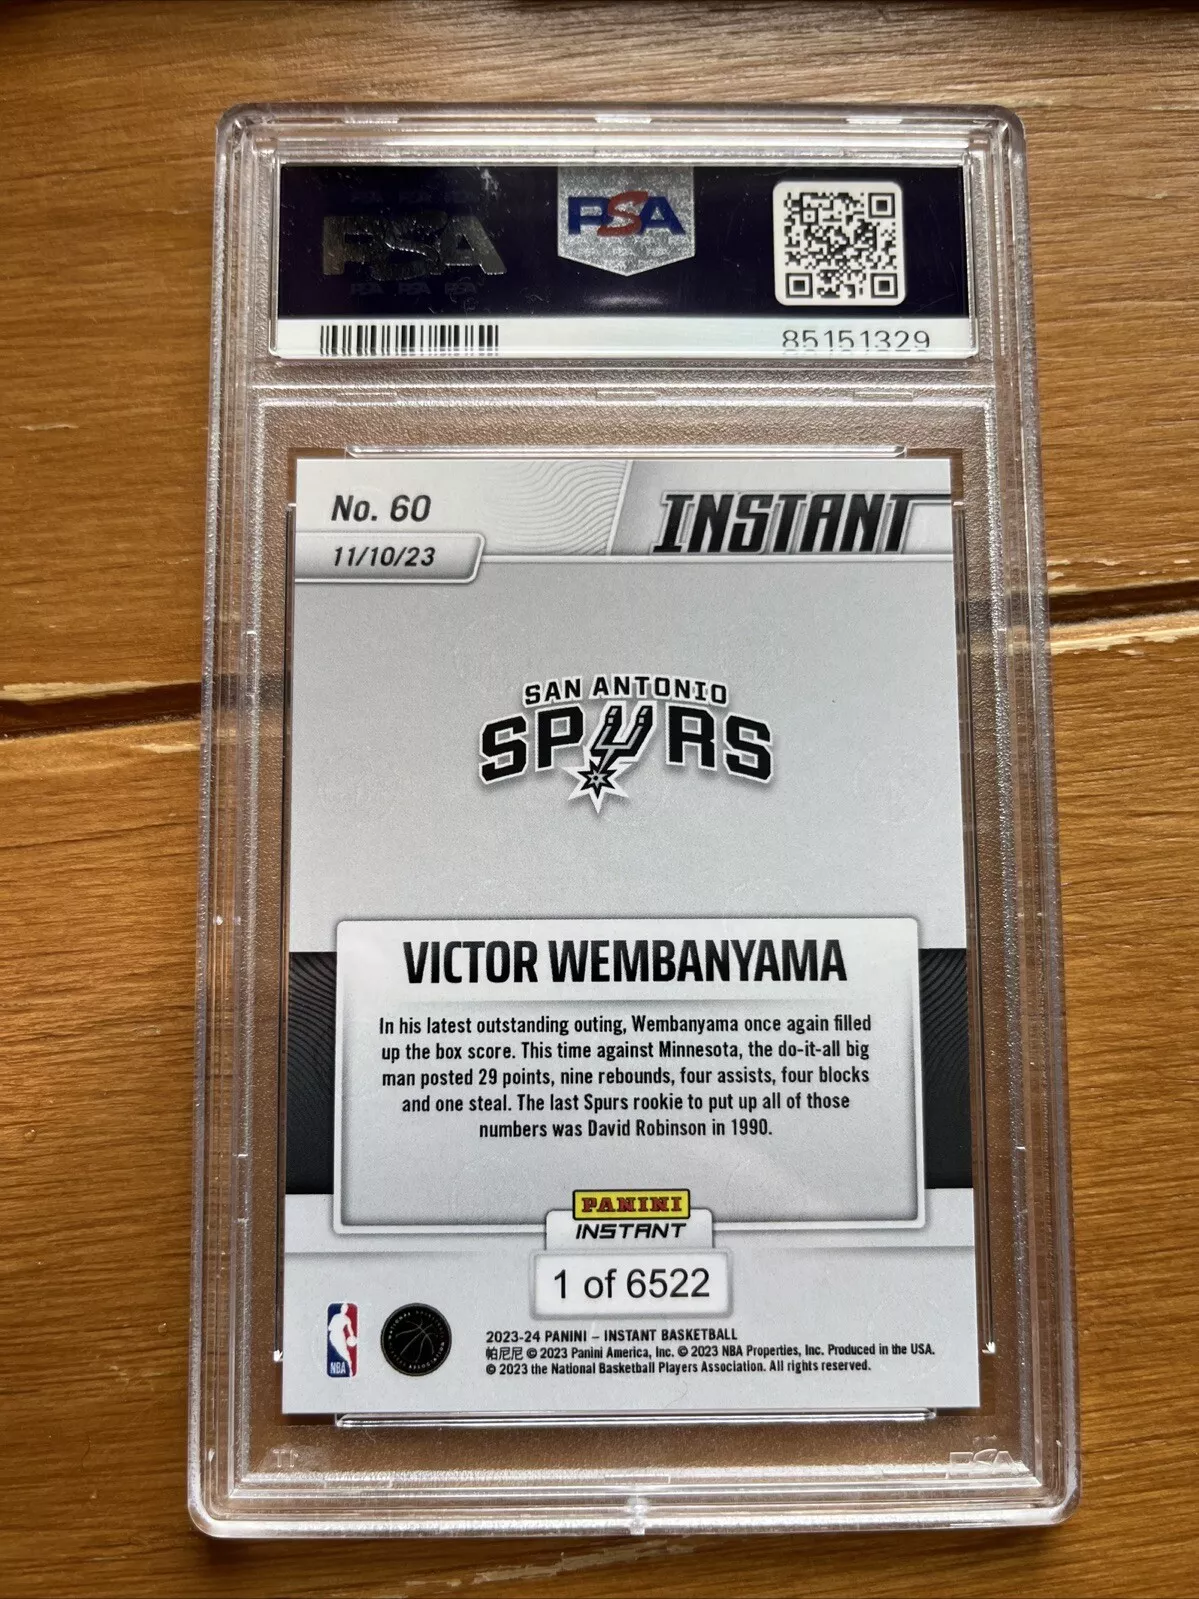 PSA
PSA
85151329
No. 60
INSTANT
11/10/23
SAN ANTONIO
SPURS
VICTOR WEMBANYAMA
In his latest outstanding outing, Wembanyama once again filled
up the box score. This time against Minnesota, the do-it-all big
man posted 29 points, nine rebounds, four assists, four blocks
and one steal. The last Spurs rookie to put up all of those
numbers was David Robinson in 1990.
PANINI
INSTANT
1 of 6522
NBA
2023-24 PANINI – INSTANT BASKETBALL
帕尼尼 © 2023 Panini America, Inc. © 2023 NBA Properties, Inc. Produced in the USA.
© 2023 the National Basketball Players Association. All rights reserved.
PSA